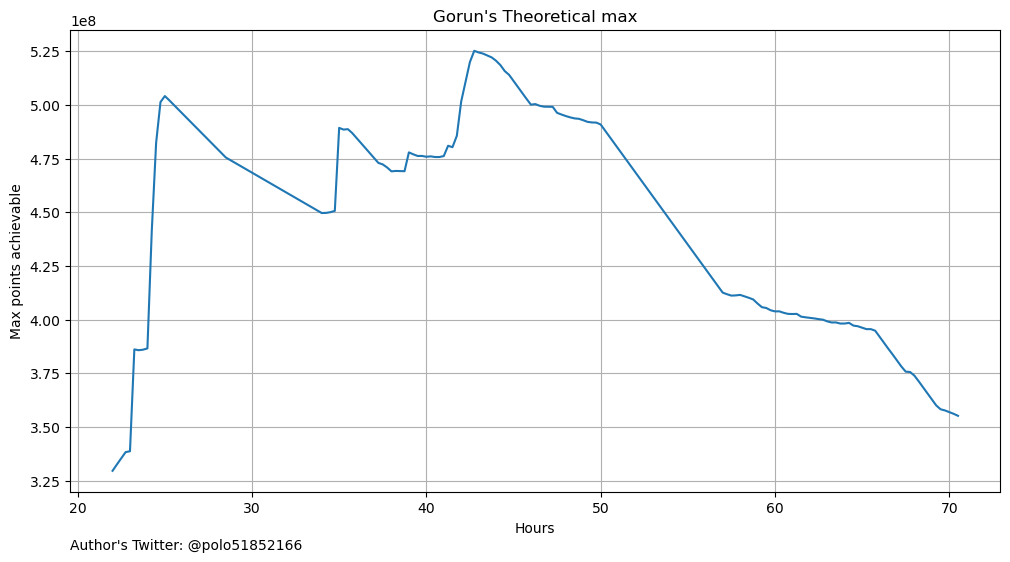 Gorun's Theoretical max
1e8
5.25
5.00
4.75
4.50
4.25
4.00
3.75
3.50
3.25
Max points achievable
20 30 40 50 60 70
Hours
Author's Twitter: @polo51852166